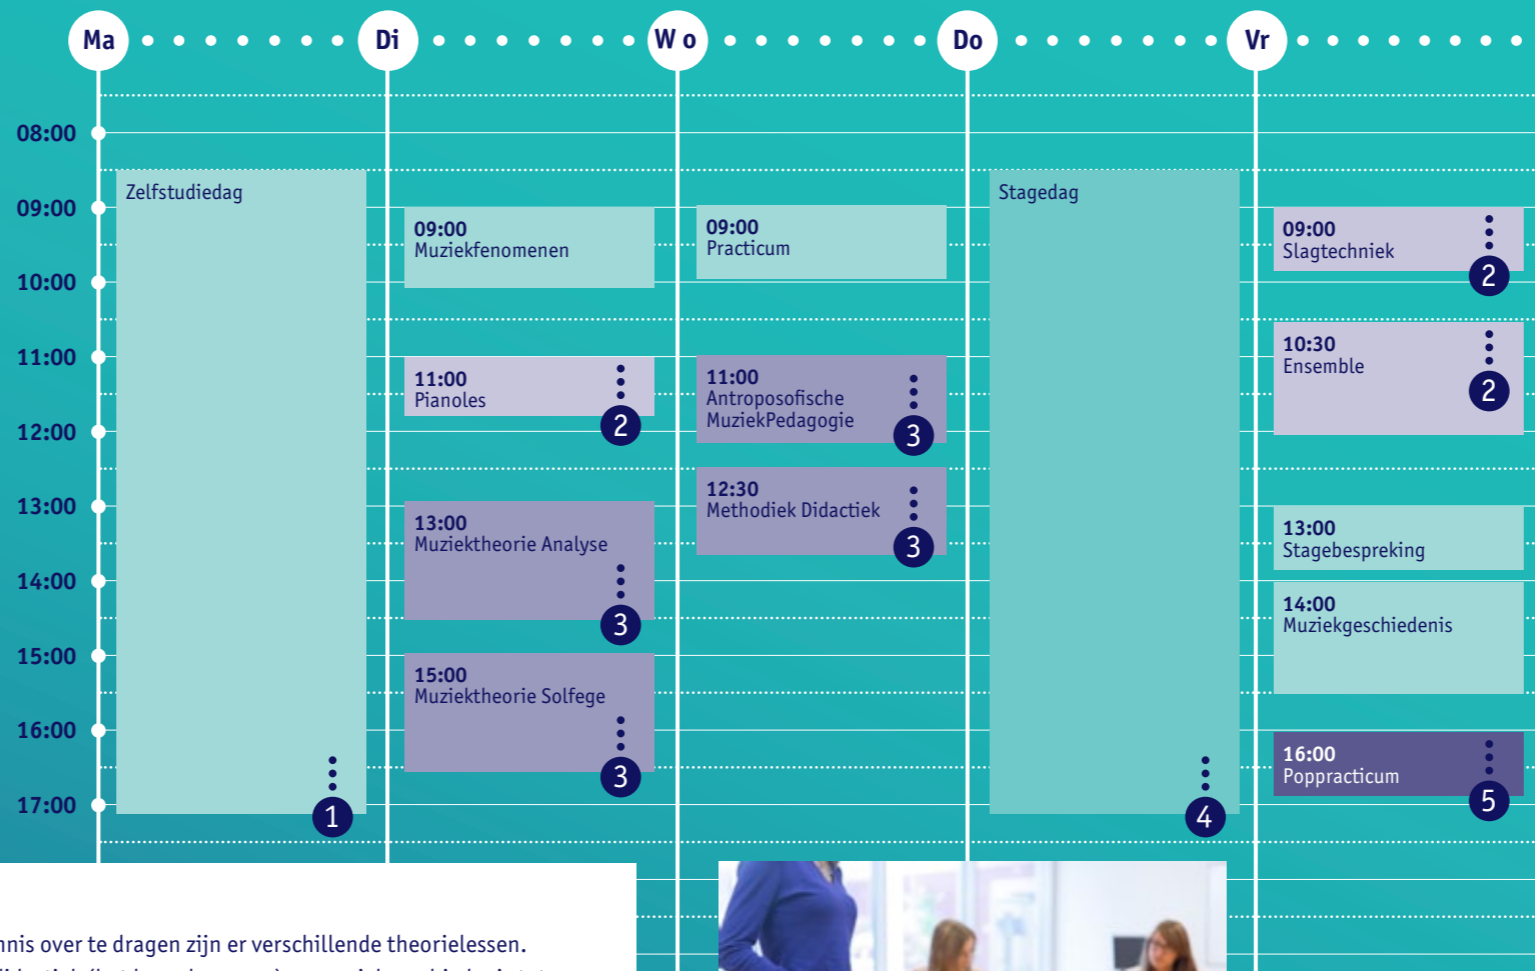 Ma
Di
Wo
Do
Vr
08:00
09:00
10:00
11:00
12:00
13:00
14:00
15:00
16:00
17:00
Zelfstudiedag
1
09:00
Muziekfenomenen
11:00
Pianoles
2
13:00
Muziektheorie Analyse
3
15:00
Muziektheorie Solfege
3
09:00
Practicum
11:00
Antroposofische
MuziekPedagogie
3
12:30
Methodiek Didactiek
3
Stagedag
4
09:00
Slagtechniek
2
10:30
Ensemble
2
13:00
Stagebespreking
14:00
Muziekgeschiedenis
16:00
Poppracticum
5
nnis over te dragen zijn er verschillende theorielessen.